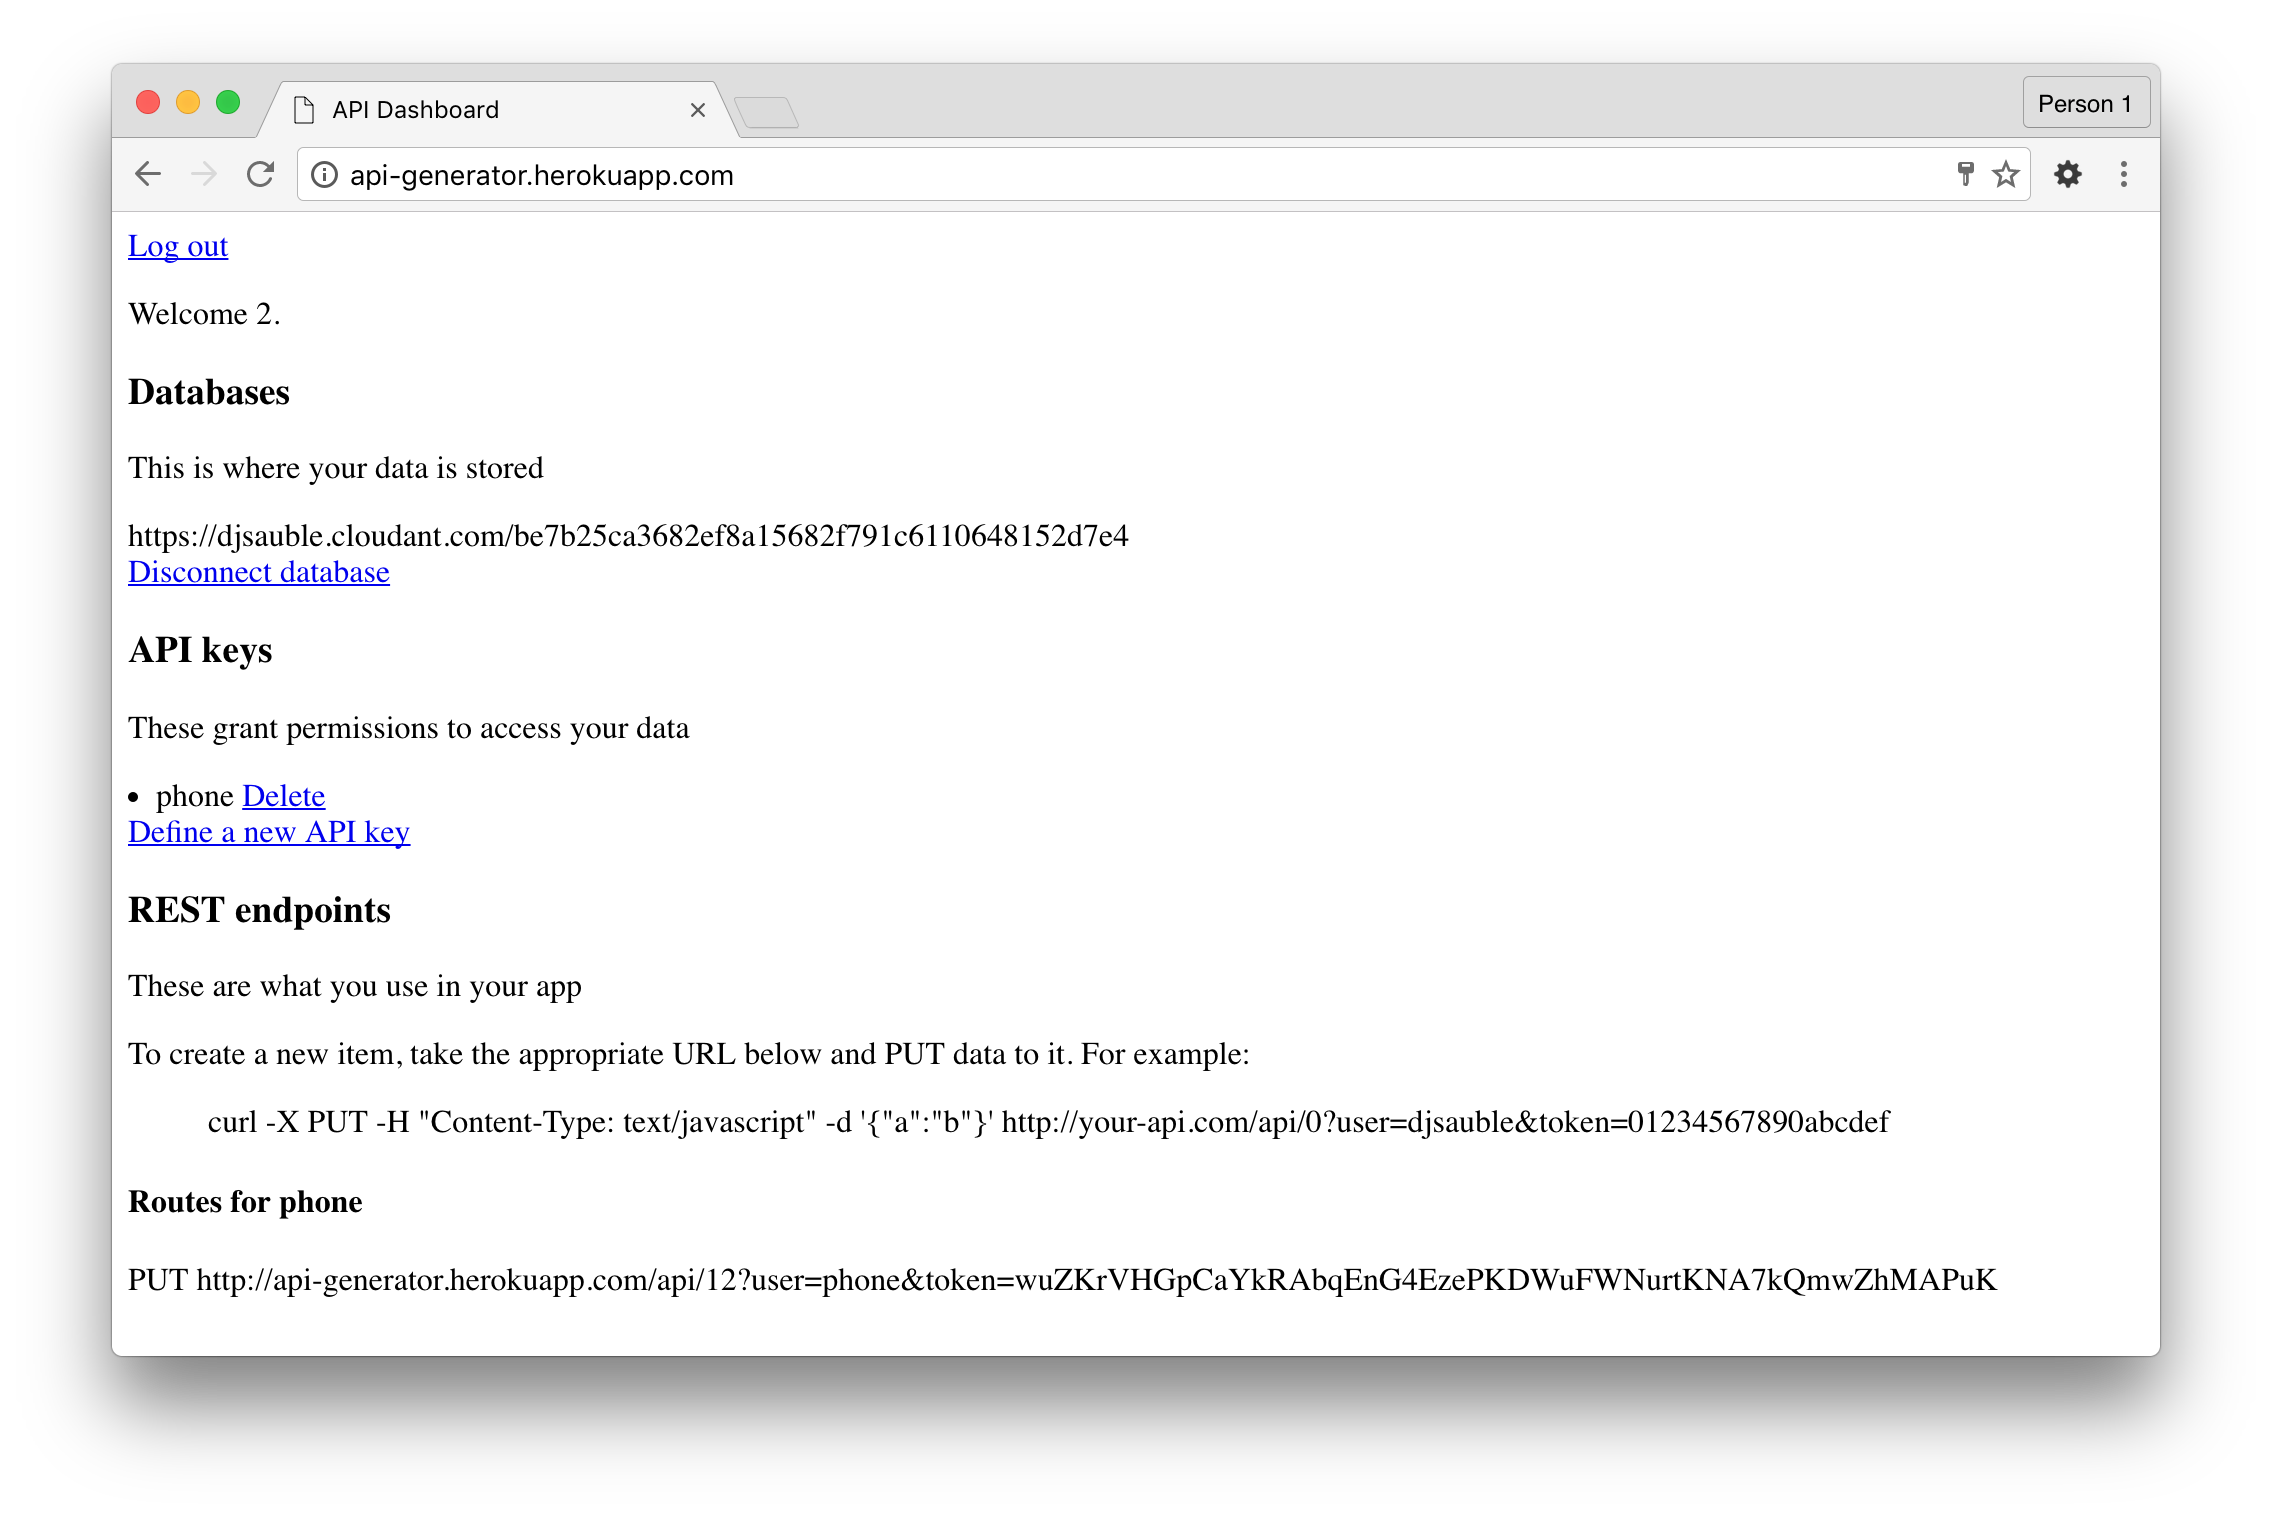 API Dashboard
Person 1
api-generator.herokuapp.com
Log out
Welcome 2.
Databases
This is where your data is stored
https://djsauble.cloudant.com/be7b25ca3682ef8a15682f791c6110648152d7e4
Disconnect database
API keys
These grant permissions to access your data
• phone Delete
Define a new API key
REST endpoints
These are what you use in your app
To create a new item, take the appropriate URL below and PUT data to it. For example:
curl -X PUT -H "Content-Type: text/javascript" -d '{"a":"b"}' http://your-api.com/api/0?user=djsauble&token=01234567890abcdef
Routes for phone
PUT http://api-generator.herokuapp.com/api/12?user=phone&token=wuZKrVHGpCaYkRAbqEnG4EzePKDWuFWNurtKNA7kQmwZhMAPuK